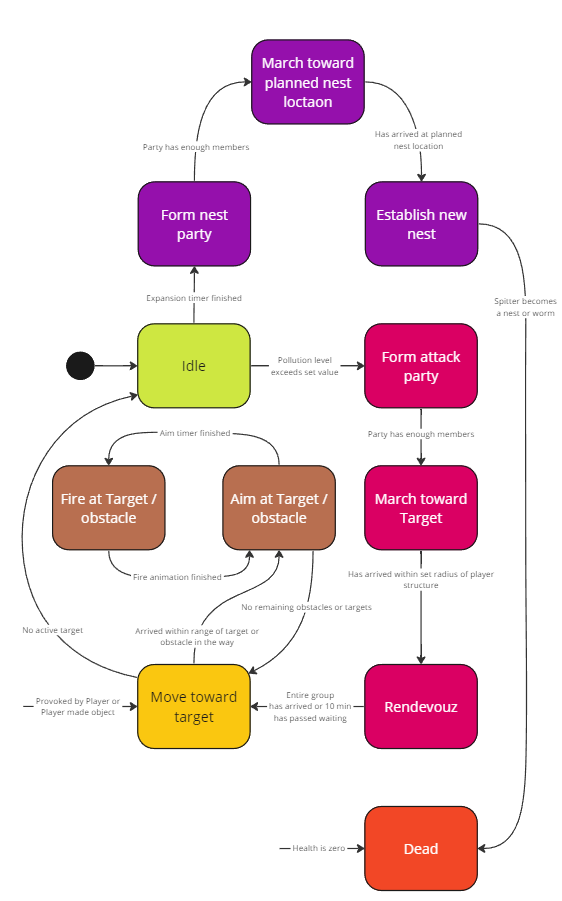 March toward
planned nest
loctaon
Party has enough members
Has arrived at planned
nest location
Form nest
party
Establish new
nest
Expansion timer finished
Spitter becomes
a nest or worm
Idle
Pollution level
exceeds set value
Form attack
party
Aim timer finished
Party has enough members
Fire at Target /
obstacle
Aim at Target /
obstacle
March toward
Target
Fire animation finished
Has arrived within set radius of player
structure
No remaining obstacles or targets
No active target
Arrived within range of target or
obstacle in the way
Provoked by Player or
Player made object
Move toward
target
Entire group
has arrived or 10 min
has passed waiting
Rendevouz
Health is zero
Dead